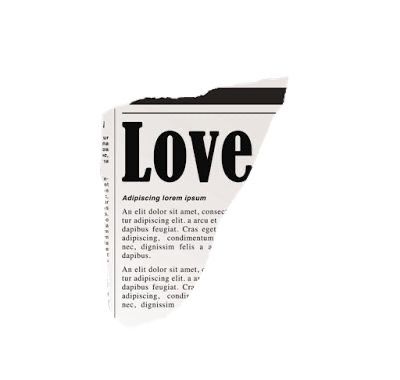 Love
Adipiscing lorem ipsum
An elit dolor sit amet, consec
tur adipiscing elit. a arcu et
dapibus feugiat. Cras eget
adipiscing, condimentum
nec, dignissim felis a a
dapibus.
An elit dolor sit amet, c
tur adipiscing elit. a ar
dapibus feugiat. Cra
adipiscing, condim
nec, dignissim